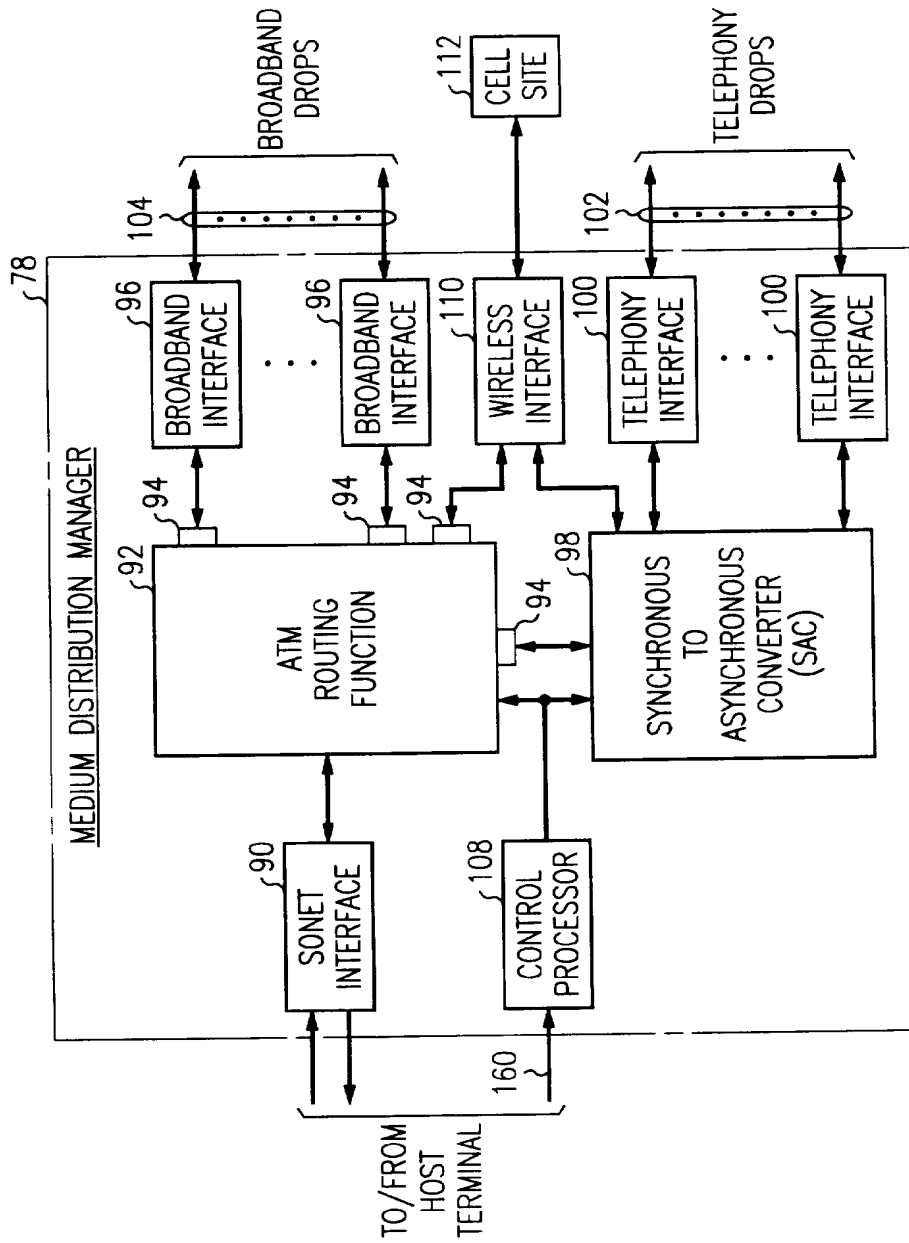 MEDIUM DISTRIBUTION MANAGER
78
TO/FROM
HOST
TERMINAL
160
90
SONET
INTERFACE
108
CONTROL
PROCESSOR
92
ATM
ROUTING
FUNCTION
94
94
94
94
98
SYNCHRONOUS
TO
ASYNCHRONOUS
CONVERTER
(SAC)
96
BROADBAND
INTERFACE
96
BROADBAND
INTERFACE
110
WIRELESS
INTERFACE
100
TELEPHONY
INTERFACE
100
TELEPHONY
INTERFACE
104
BROADBAND
DROPS
112
CELL
SITE
102
TELEPHONY
DROPS